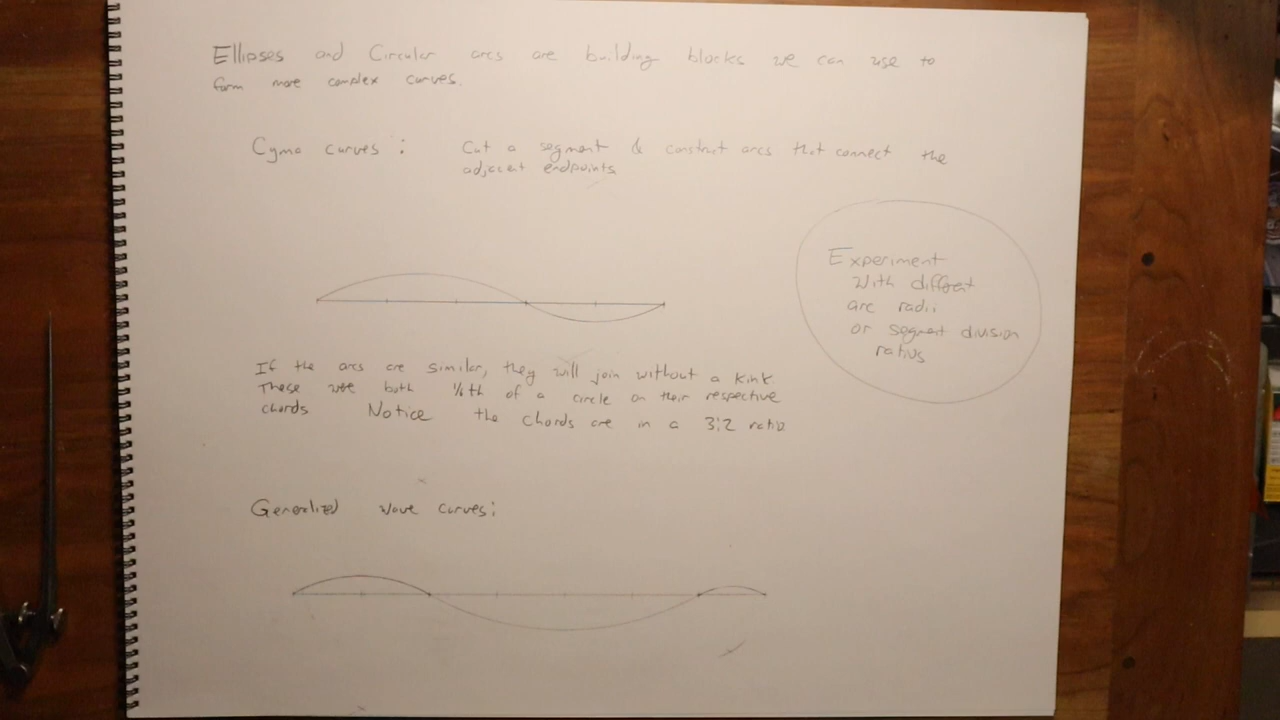 Ellipses and Circular arcs are building blocks we can use to
form more complex curves.
Cyma curves: Cut a segment & construct arcs that connect the
adjacent endpoints.
Experiment
with different
arc radii
or segment division
ratios
If the arcs are similar, they will join without a kink
These are both 1/6th of a circle on their respective
chords Notice the chords are in a 3:2 ratio
Generalized Wave curves: